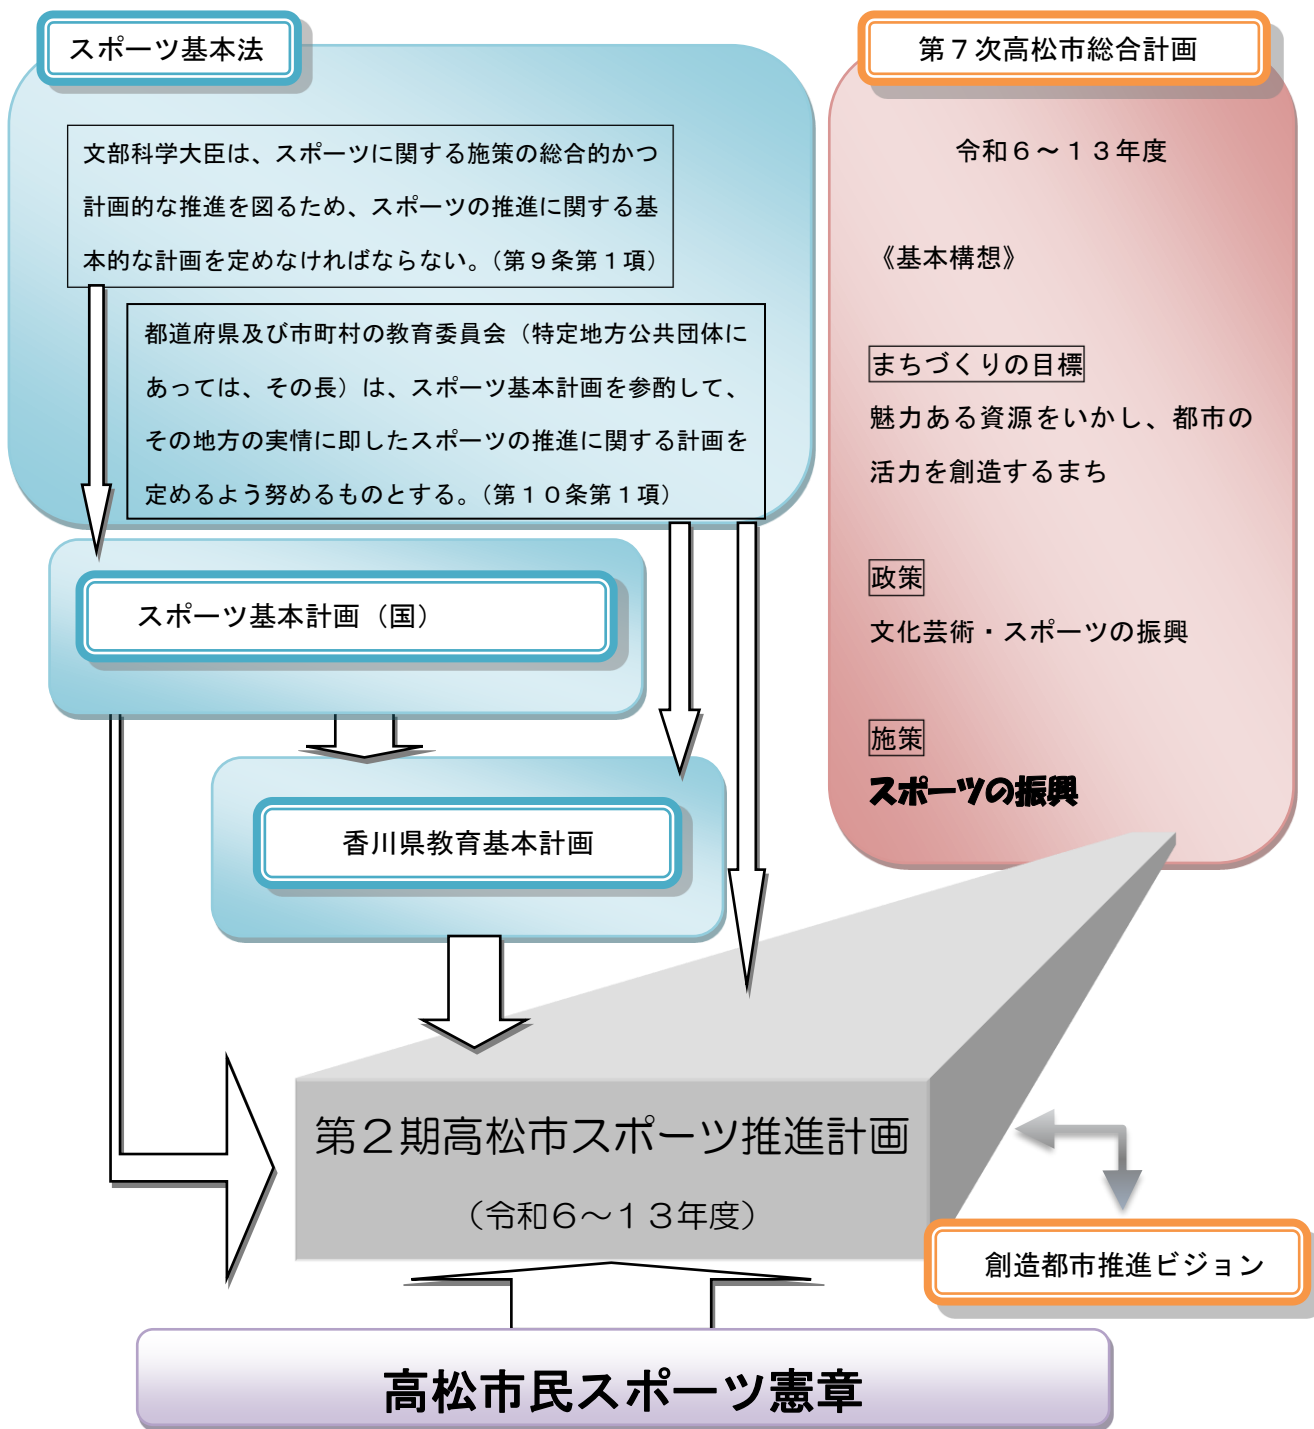 スポーツ基本法
文部科学大臣は、スポーツに関する施策の総合的かつ
計画的な推進を図るため、スポーツの推進に関する基
本的な計画を定めなければならない。（第９条第１項）
都道府県及び市町村の教育委員会（特定地方公共団体に
あっては、その長）は、スポーツ基本計画を参酌して、
その地方の実情に即したスポーツの推進に関する計画を
定めるよう努めるものとする。（第１０条第１項）
スポーツ基本計画（国）
香川県教育基本計画
第７次高松市総合計画
令和６～１３年度
《基本構想》
まちづくりの目標
魅力ある資源をいかし、都市の
活力を創造するまち
政策
文化芸術・スポーツの振興
施策
スポーツの振興
第２期高松市スポーツ推進計画
（令和６～１３年度）
創造都市推進ビジョン
高松市民スポーツ憲章